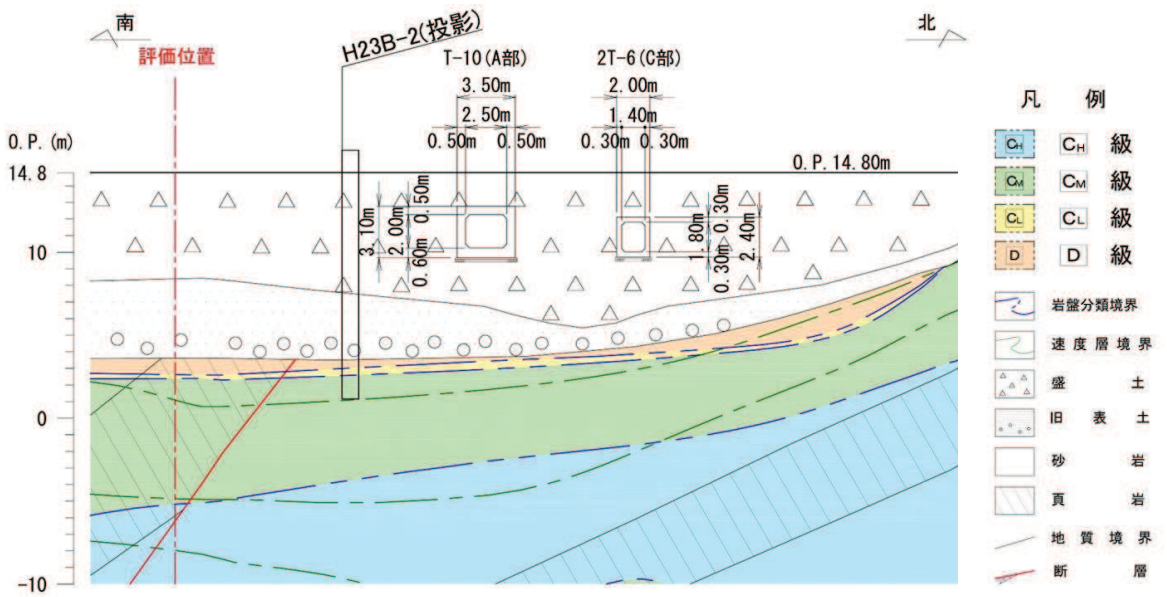 南
北
評価位置
H23B-2(投影)
T-10(A部)
3.50m
2.50m
0.50m 0.50m
2T-6(C部)
2.00m
1.40m
0.30m 0.30m
O.P.(m)
14.8
O.P.14.80m
3.10m
2.00m
0.50m
0.60m
1.80m
0.30m
0.30m
2.40m
10
0
-10
凡 例
CH CH 級
CM CM 級
CL CL 級
D D 級
岩盤分類境界
速度層境界
盛 土
旧表土
砂 岩
頁 岩
地質境界
断 層